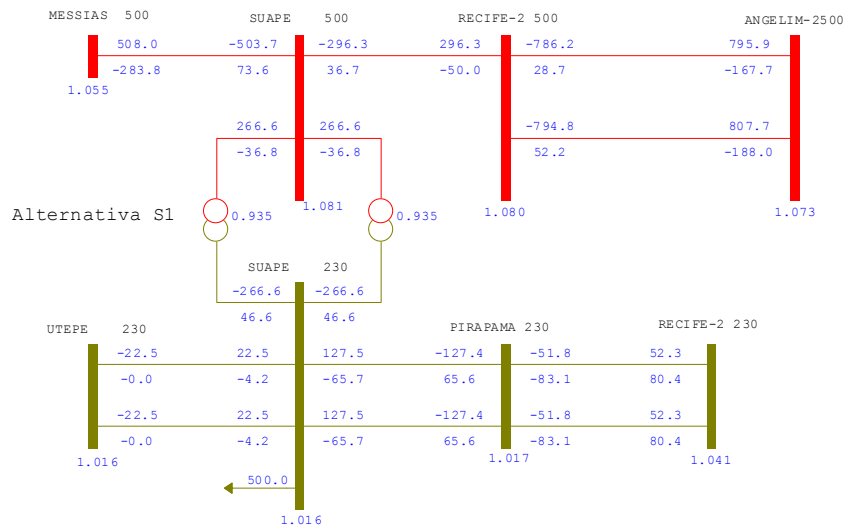 MESSIAS 500
SUAPE 500
RECIFE-2 500
ANGELIM-2500
508.0 -503.7 -296.3 296.3 -786.2 795.9
-283.8 73.6 36.7 -50.0 28.7 -167.7
1.055
266.6 266.6 -794.8 807.7
-36.8 -36.8 52.2 -188.0
Alternativa S1
0.935 1.081 0.935 1.080 1.073
SUAPE 230
-266.6 -266.6
46.6 46.6
UTEPE 230
PIRAPAMA 230
RECIFE-2 230
-22.5 22.5 127.5 -127.4 -51.8 52.3
-0.0 -4.2 -65.7 65.6 -83.1 80.4
-22.5 22.5 127.5 -127.4 -51.8 52.3
-0.0 -4.2 -65.7 65.6 -83.1 80.4
1.016 1.017 1.041
500.0
1.016